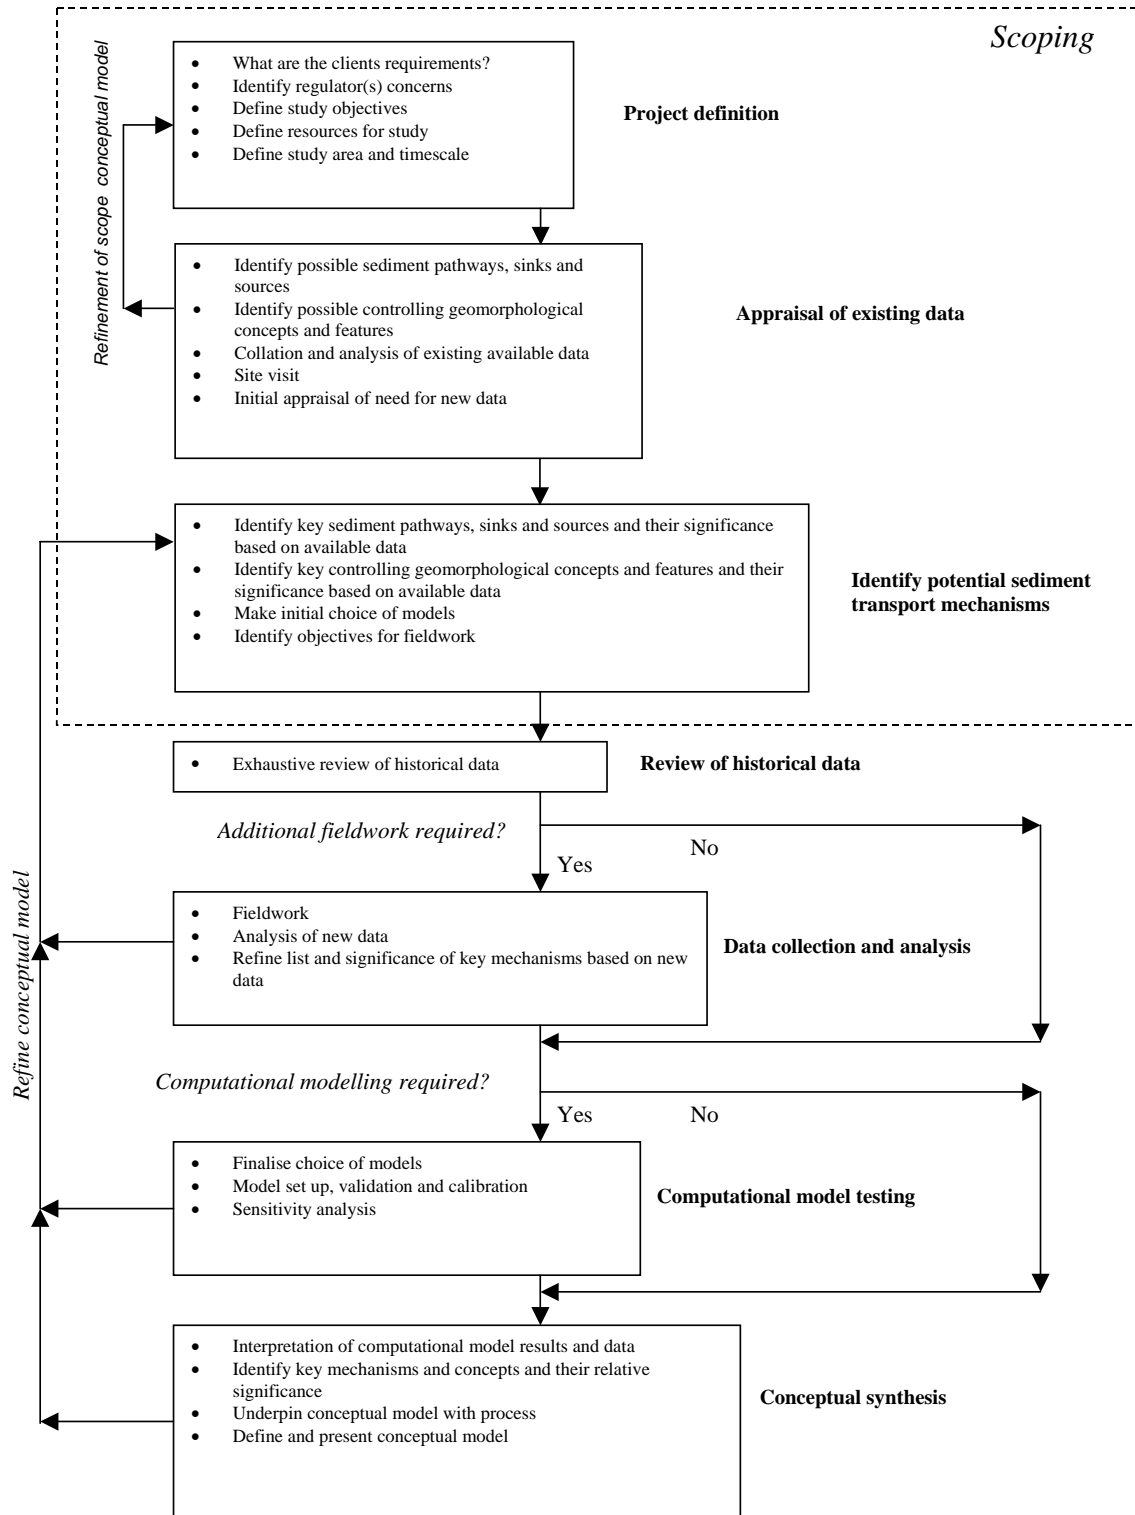 Scoping
• What are the clients requirements?
• Identify regulator(s) concerns
• Define study objectives
• Define resources for study
• Define study area and timescale
Project definition
Refinement of scope conceptual model
• Identify possible sediment pathways, sinks and
sources
• Identify possible controlling geomorphological
concepts and features
• Collation and analysis of existing available data
• Site visit
• Initial appraisal of need for new data
Appraisal of existing data
• Identify key sediment pathways, sinks and sources and their significance
based on available data
• Identify key controlling geomorphological concepts and features and their
significance based on available data
• Make initial choice of models
• Identify objectives for fieldwork
Identify potential sediment
transport mechanisms
• Exhaustive review of historical data
Review of historical data
Additional fieldwork required?
No
Yes
• Fieldwork
• Analysis of new data
• Refine list and significance of key mechanisms based on new
data
Data collection and analysis
Refine conceptual model
Computational modelling required?
Yes
No
• Finalise choice of models
• Model set up, validation and calibration
• Sensitivity analysis
Computational model testing
• Interpretation of computational model results and data
• Identify key mechanisms and concepts and their relative
significance
• Underpin conceptual model with process
• Define and present conceptual model
Conceptual synthesis